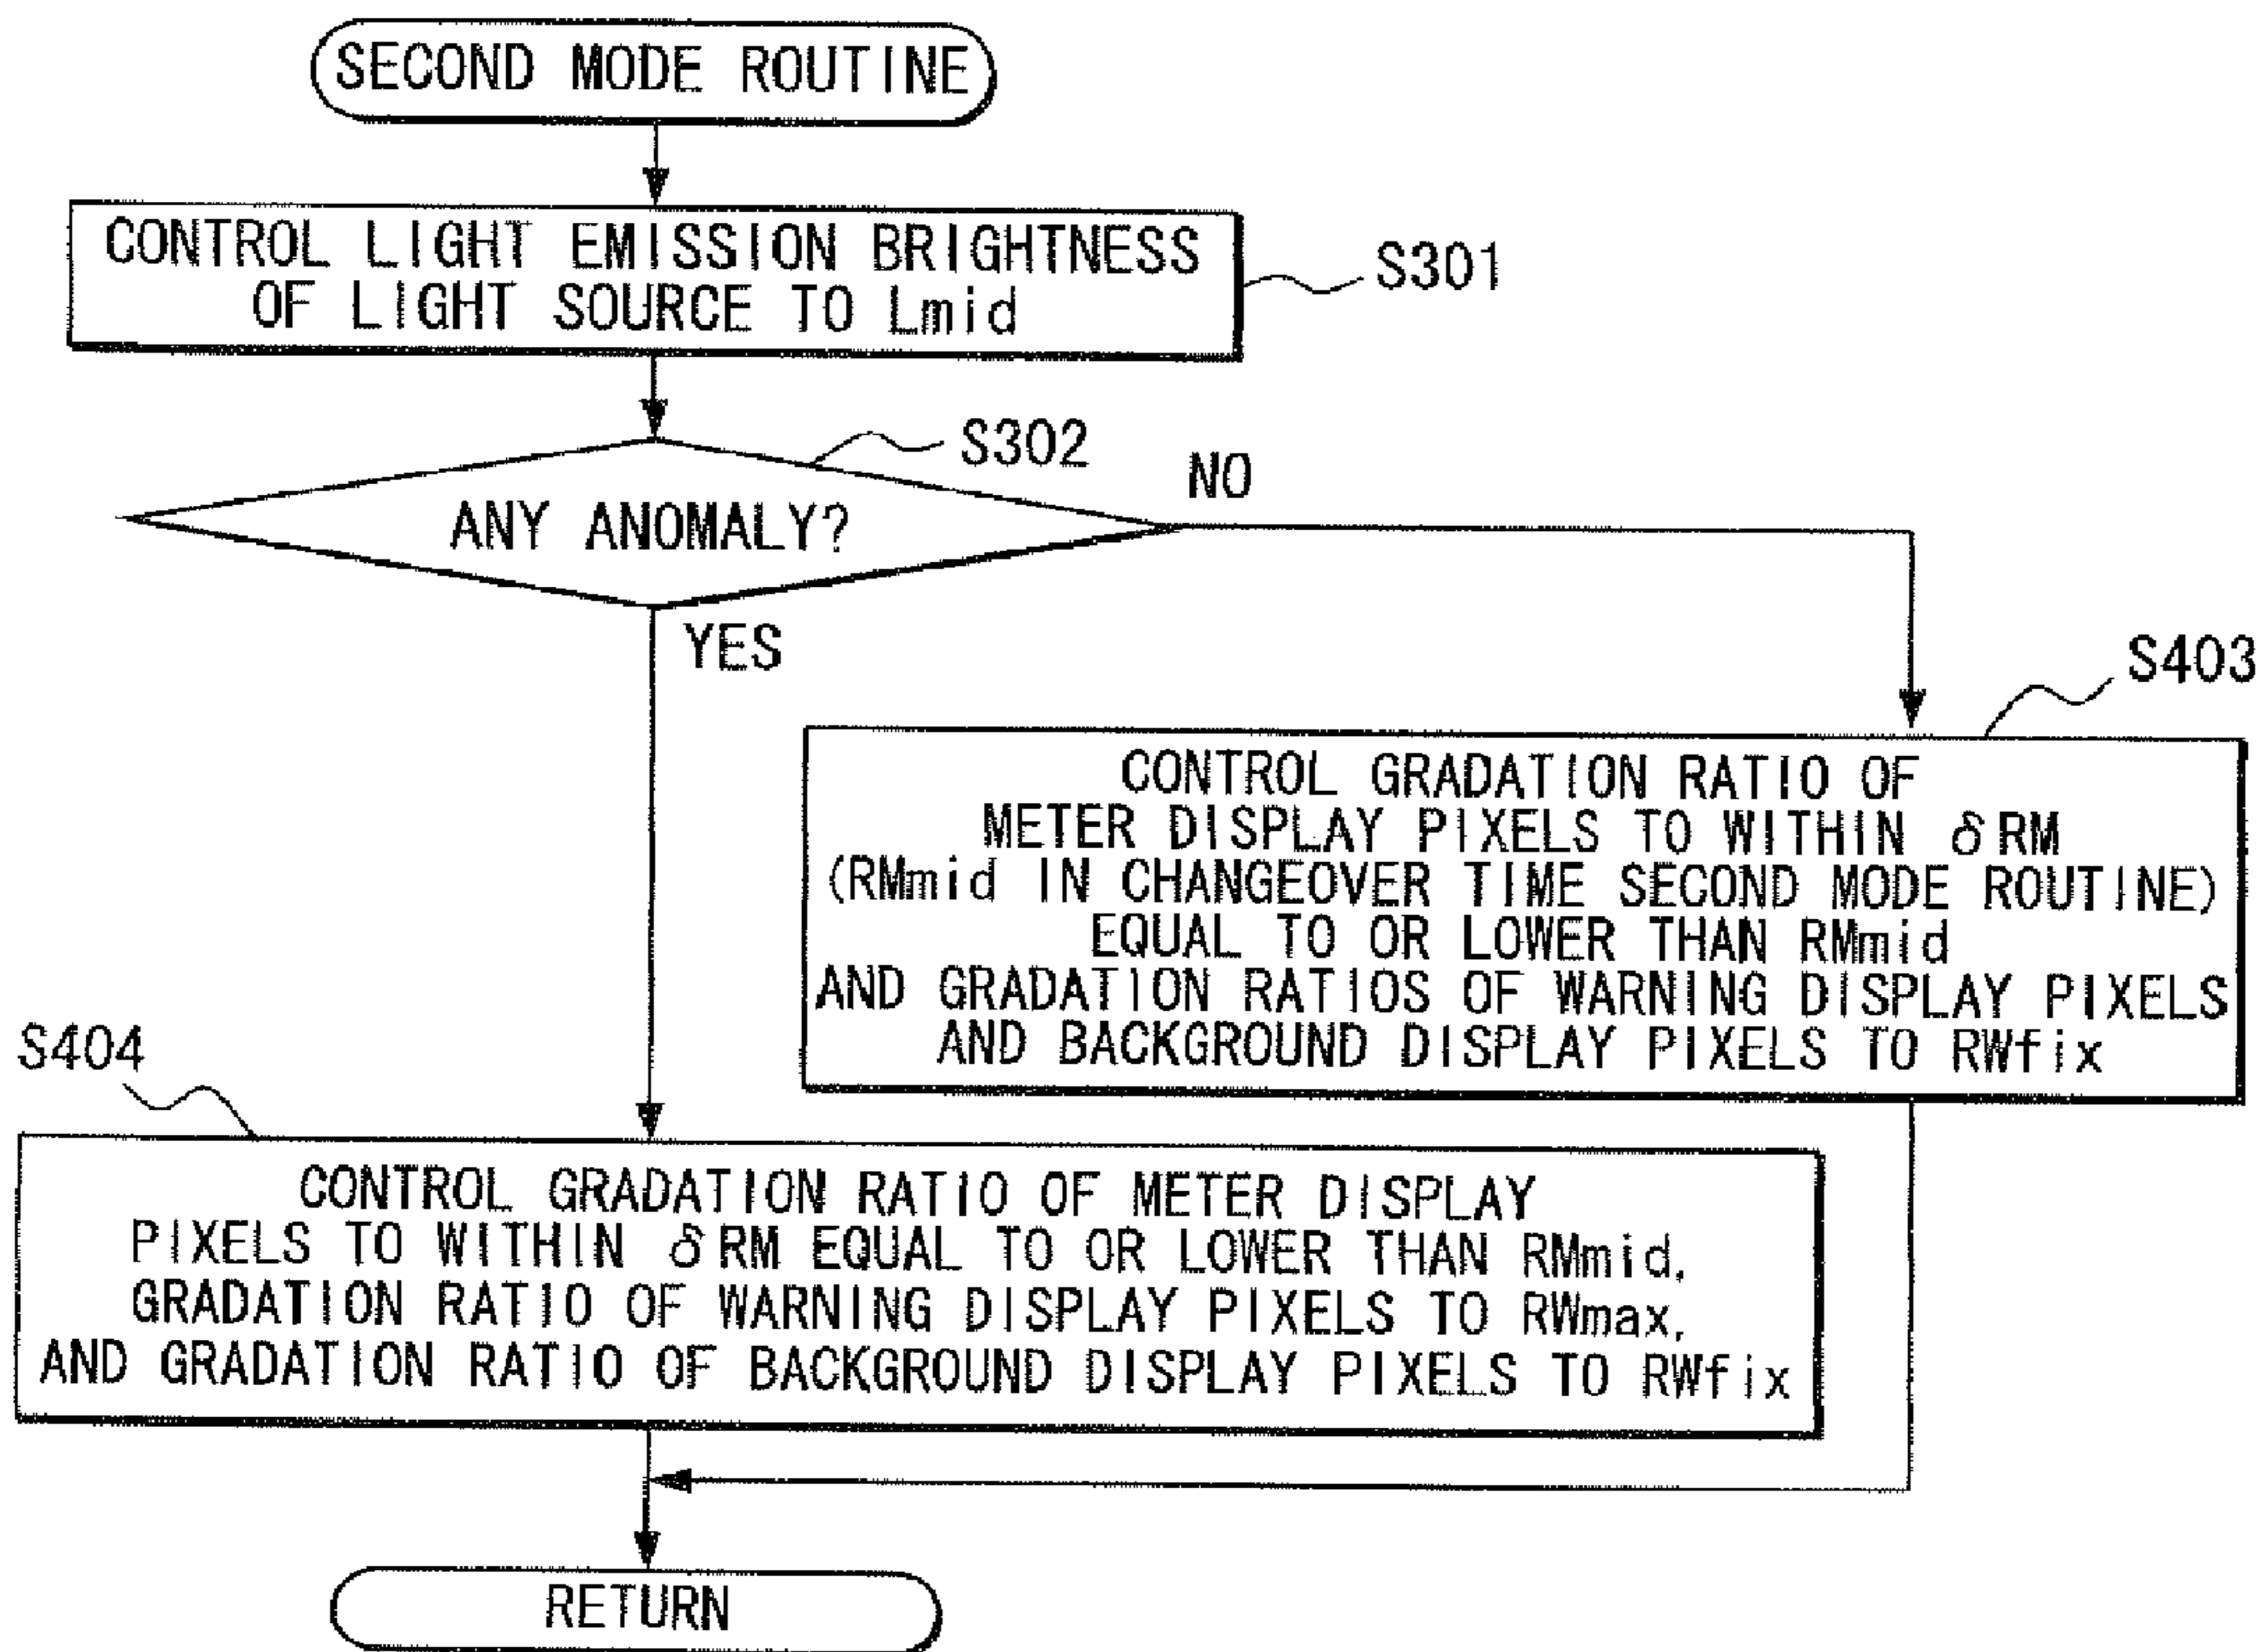 SECOND MODE ROUTINE
CONTROL LIGHT EMISSION BRIGHTNESS
OF LIGHT SOURCE TO Lmid
S301
S302
ANY ANOMALY?
NO
YES
S403
CONTROL GRADATION RATIO OF
METER DISPLAY PIXELS TO WITHIN δRM
(RMmid IN CHANGEOVER TIME SECOND MODE ROUTINE)
EQUAL TO OR LOWER THAN RMmid
AND GRADATION RATIOS OF WARNING DISPLAY PIXELS
AND BACKGROUND DISPLAY PIXELS TO RWfix
S404
CONTROL GRADATION RATIO OF METER DISPLAY
PIXELS TO WITHIN δRM EQUAL TO OR LOWER THAN RMmid,
GRADATION RATIO OF WARNING DISPLAY PIXELS TO RWmax,
AND GRADATION RATIO OF BACKGROUND DISPLAY PIXELS TO RWfix
RETURN